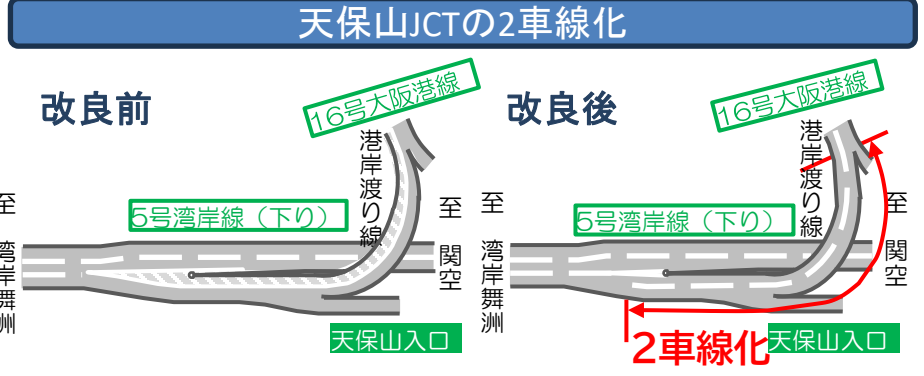 天保山JCTの2車線化
改良前
16号大阪港線
港岸渡り線
5号湾岸線（下り）
至 湾岸舞洲
至 関空
天保山入口
改良後
16号大阪港線
港岸渡り線
5号湾岸線（下り）
至 湾岸舞洲
至 関空
2車線化
天保山入口